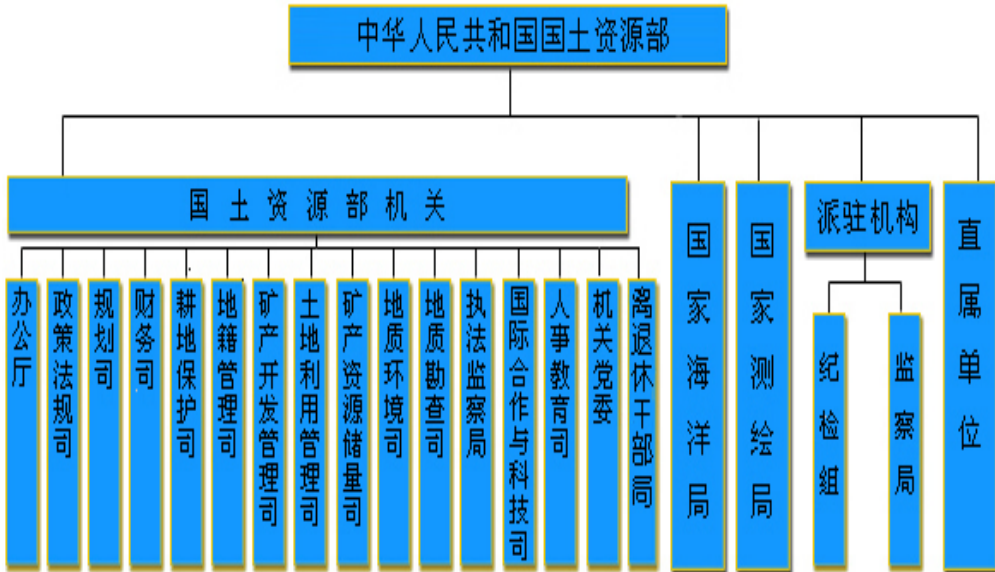 中华人民共和国国土资源部
国土资源部机关
办公厅
政策法规司
规划司
财务司
耕地保护司
地籍管理司
矿产开发管理司
土地利用管理司
矿产资源储量司
地质环境司
地质勘查司
执法监察局
国际合作与科技司
人事教育司
机关党委
离退休干部局
国家海洋局
国家测绘局
派驻机构
纪检组
监察局
直属单位